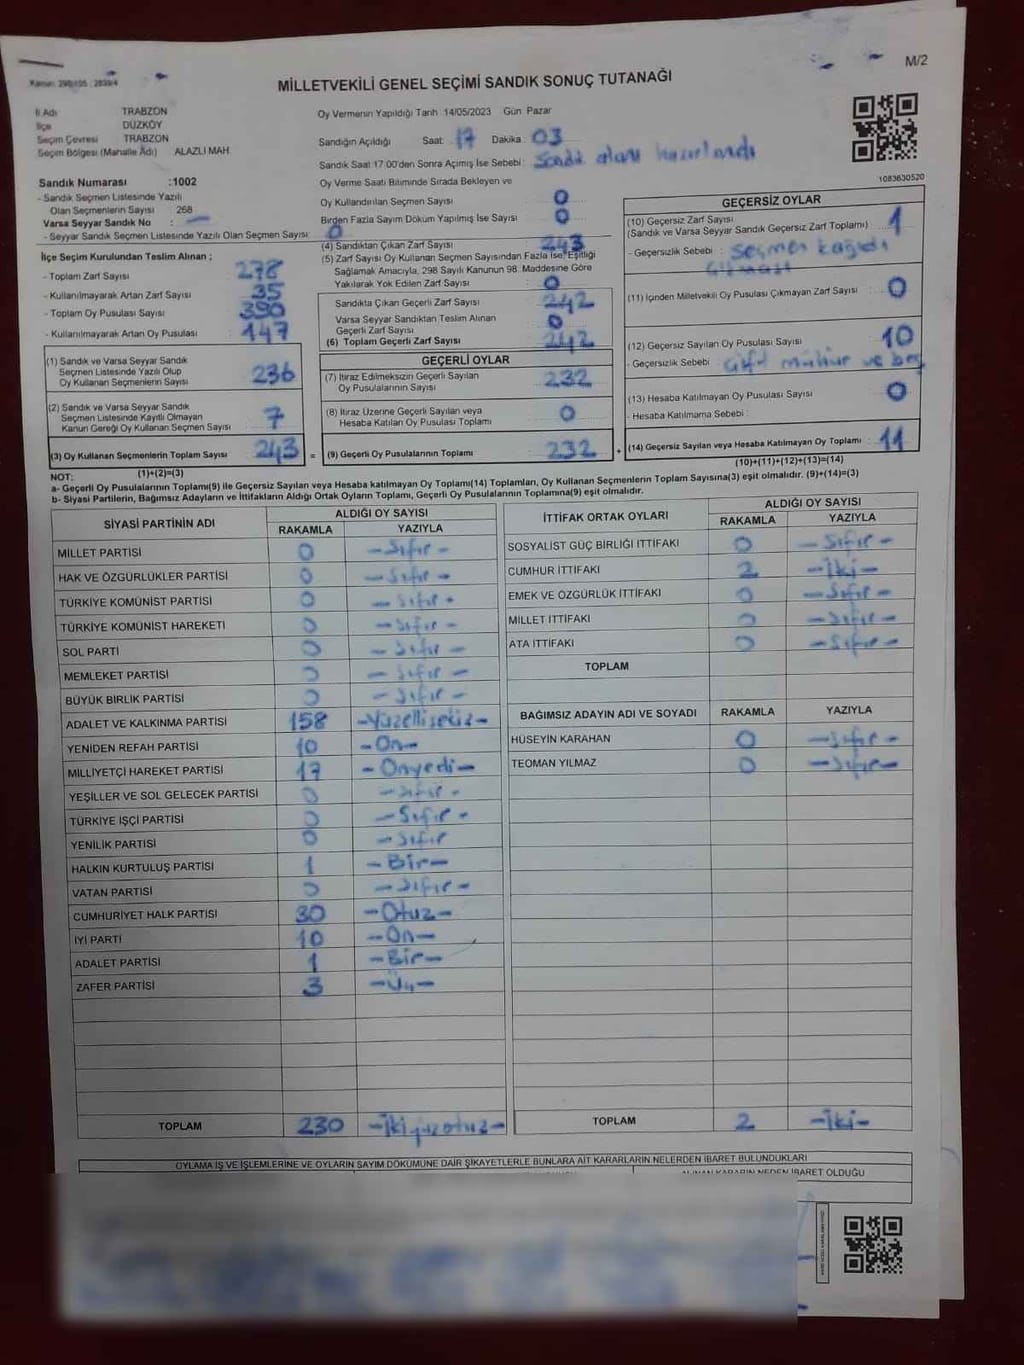 M/2
Kanun: 298/105 : 2839/4
MİLLETVEKİLİ GENEL SEÇİMİ SANDIK SONUÇ TUTANAĞI
İl Adı TRABZON
İlçe DÜZKÖY
Seçim Çevresi TRABZON
Seçim Bölgesi (Mahalle Adı) ALAZLI MAH.
Sandık Numarası :1002
- Sandık Seçmen Listesinde Yazılı
Olan Seçmenlerin Sayısı : 268
Varsa Seyyar Sandık No : —
- Seyyar Sandık Seçmen Listesinde Yazılı Olan Seçmen Sayısı: 0
İlçe Seçim Kurulundan Teslim Alınan ;
- Toplam Zarf Sayısı : 278
- Kullanılmayarak Artan Zarf Sayısı : 35
- Toplam Oy Pusulası Sayısı : 390
- Kullanılmayarak Artan Oy Pusulası : 147
(1) Sandık ve Varsa Seyyar Sandık
Seçmen Listesinde Yazılı Olup
Oy Kullanan Seçmenlerin Sayısı : 236
(2) Sandık ve Varsa Seyyar Sandık
Seçmen Listesinde Kayıtlı Olmayan
Kanun Gereği Oy Kullanan Seçmen Sayısı : 7
(3) Oy Kullanan Seçmenlerin Toplam Sayısı : 243
(1)+(2)=(3)
Oy Vermenin Yapıldığı Tarih :14/05/2023 Gün :Pazar
Sandığın Açıldığı Saat: 17 Dakika: 03
Sandık Saat 17:00'den Sonra Açımış İse Sebebi: Sandık alanı hazırlandı
Oy Verme Saati Bitiminde Sırada Bekleyen ve
Oy Kullandırılan Seçmen Sayısı : 0
Birden Fazla Sayım Döküm Yapılmış İse Sayısı : 0
(4) Sandıktan Çıkan Zarf Sayısı : 243
(5) Zarf Sayısı Oy Kullanan Seçmen Sayısından Fazla İse, Eşitliği
Sağlamak Amacıyla, 298 Sayılı Kanunun 98. Maddesine Göre
Yakılarak Yok Edilen Zarf Sayısı : 0
Sandıkta Çıkan Geçerli Zarf Sayısı : 242
Varsa Seyyar Sandıktan Teslim Alınan
Geçerli Zarf Sayısı : 0
(6) Toplam Geçerli Zarf Sayısı : 242
GEÇERLİ OYLAR
(7) İtiraz Edilmeksizin Geçerli Sayılan
Oy Pusulalarının Sayısı : 232
(8) İtiraz Üzerine Geçerli Sayılan veya
Hesaba Katılan Oy Pusulası Toplamı : 0
= (9) Geçerli Oy Pusulalarının Toplamı : 232 +
1083630520
GEÇERSİZ OYLAR
(10) Geçersiz Zarf Sayısı
(Sandık ve Varsa Seyyar Sandık Geçersiz Zarf Toplamı) : 1
- Geçersizlik Sebebi : Seçmen kağıdı
(11) İçinden Milletvekili Oy Pusulası Çıkmayan Zarf Sayısı : 0
(12) Geçersiz Sayılan Oy Pusulası Sayısı : 10
- Geçersizlik Sebebi : Çift mühür ve boş
(13) Hesaba Katılmayan Oy Pusulası Sayısı : 0
- Hesaba Katılmama Sebebi :
(14) Geçersiz Sayılan veya Hesaba Katılmayan Oy Toplamı : 11
(10)+(11)+(12)+(13)=(14)
NOT:
a- Geçerli Oy Pusulalarının Toplamı(9) ile Geçersiz Sayılan veya Hesaba katılmayan Oy Toplamı(14) Toplamları, Oy Kullanan Seçmenlerin Toplam Sayısına(3) eşit olmalıdır. (9)+(14)=(3)
b- Siyasi Partilerin, Bağımsız Adayların ve İttifakların Aldığı Ortak Oyların Toplamı, Geçerli Oy Pusulalarının Toplamına(9) eşit olmalıdır.
SİYASİ PARTİNİN ADI ALDIĞI OY SAYISI
RAKAMLA YAZIYLA
MİLLET PARTİSİ 0 -Sıfır-
HAK VE ÖZGÜRLÜKLER PARTİSİ 0 -Sıfır-
TÜRKİYE KOMÜNİST PARTİSİ 0 -Sıfır-
TÜRKİYE KOMÜNİST HAREKETİ 0 -Sıfır-
SOL PARTİ 0 -Sıfır-
MEMLEKET PARTİSİ 0 -Sıfır-
BÜYÜK BİRLİK PARTİSİ 0 -Sıfır-
ADALET VE KALKINMA PARTİSİ 158 -Yüzellisekiz-
YENİDEN REFAH PARTİSİ 10 -On-
MİLLİYETÇİ HAREKET PARTİSİ 17 -Onyedi-
YEŞİLLER VE SOL GELECEK PARTİSİ 0 -Sıfır-
TÜRKİYE İŞÇİ PARTİSİ 0 -Sıfır-
YENİLİK PARTİSİ 0 -Sıfır
HALKIN KURTULUŞ PARTİSİ 1 -Bir-
VATAN PARTİSİ 0 -Sıfır-
CUMHURİYET HALK PARTİSİ 30 -Otuz-
İYİ PARTİ 10 -On-
ADALET PARTİSİ 1 -Bir-
ZAFER PARTİSİ 3 -Üç-
TOPLAM 230 -İkiyüzotuz-
İTTİFAK ORTAK OYLARI ALDIĞI OY SAYISI
RAKAMLA YAZIYLA
SOSYALİST GÜÇ BİRLİĞİ İTTİFAKI 0 -Sıfır-
CUMHUR İTTİFAKI 2 -İki-
EMEK VE ÖZGÜRLÜK İTTİFAKI 0 -Sıfır-
MİLLET İTTİFAKI 0 -Sıfır-
ATA İTTİFAKI 0 -Sıfır-
TOPLAM
BAĞIMSIZ ADAYIN ADI VE SOYADI RAKAMLA YAZIYLA
HÜSEYİN KARAHAN 0 -Sıfır-
TEOMAN YILMAZ 0 -Sıfır-
TOPLAM 2 -İki-
OYLAMA İŞ VE İŞLEMLERİNE VE OYLARIN SAYIM DÖKÜMÜNE DAİR ŞİKAYETLERLE BUNLARA AİT KARARLARIN NELERDEN İBARET BULUNDUKLARI
ALINAN KARARIN NEDEN İBARET OLDUĞU